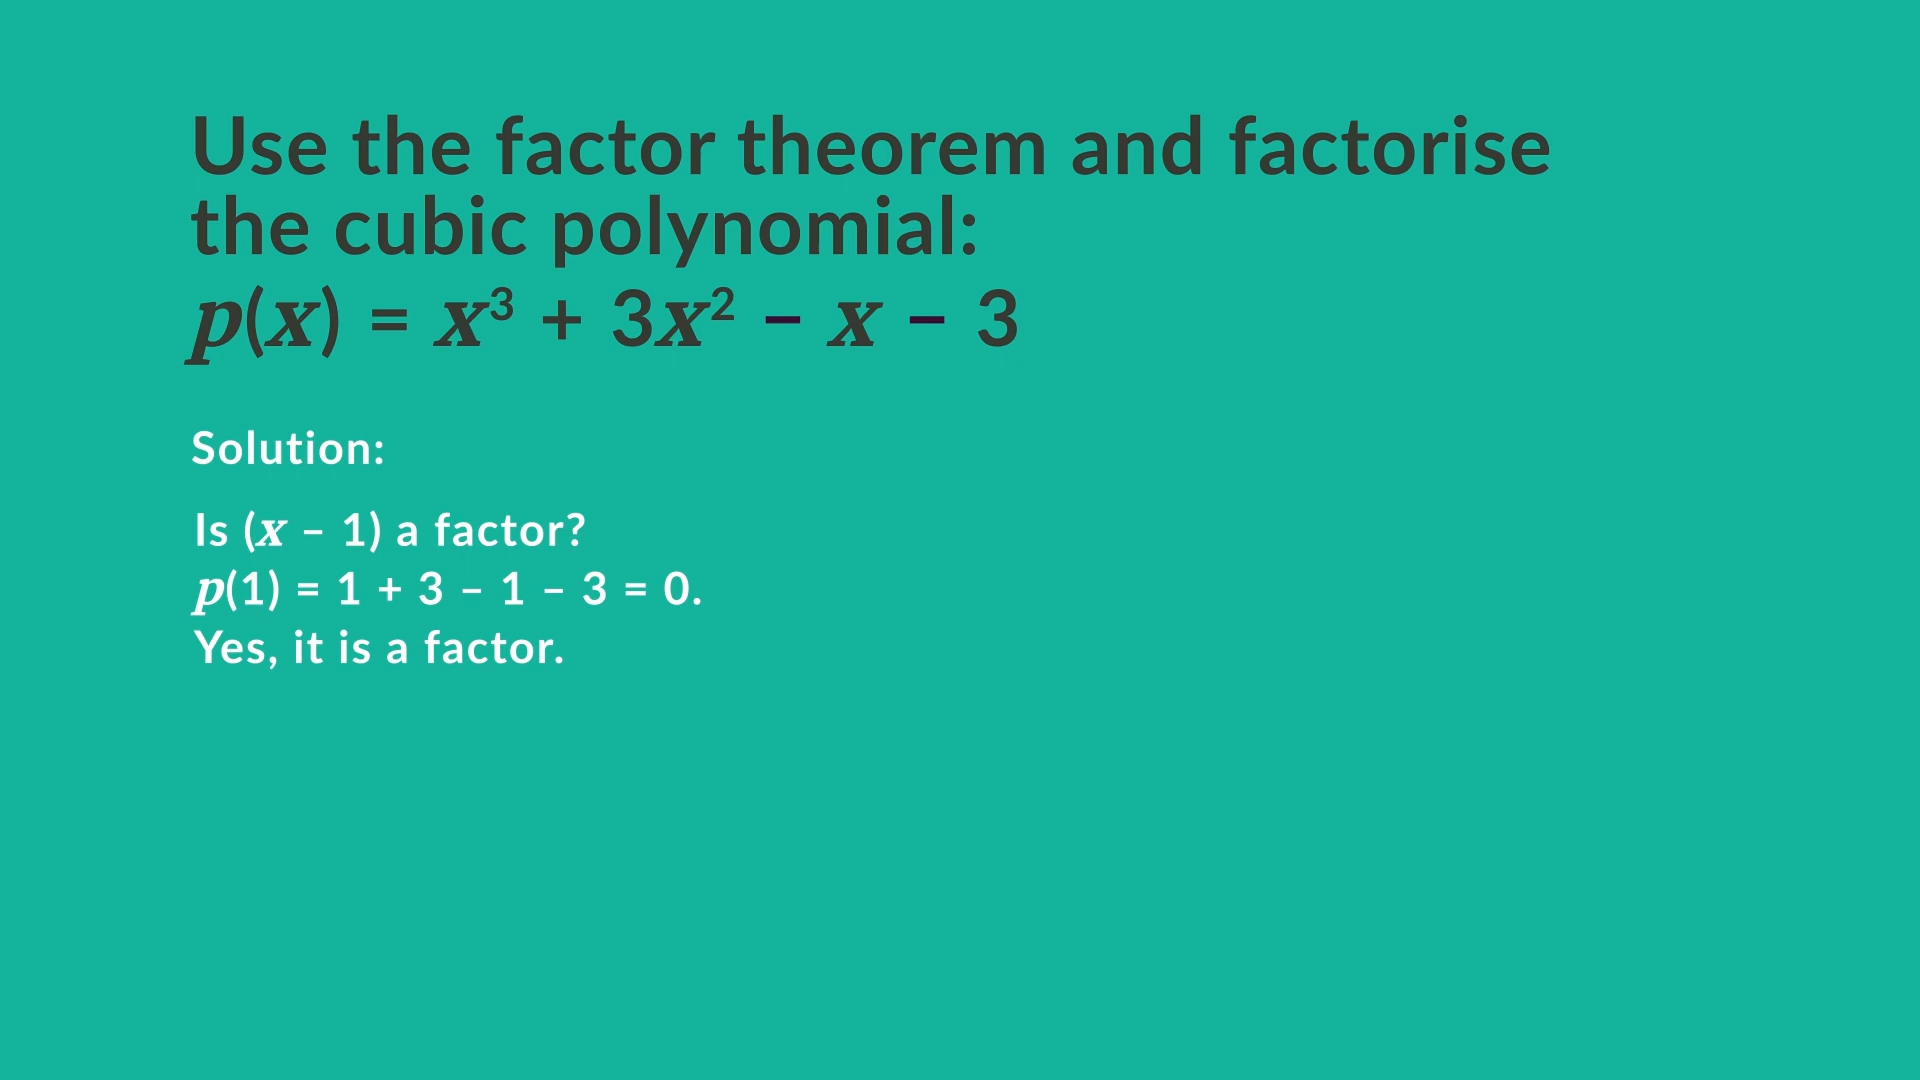 Use the factor theorem and factorise
the cubic polynomial:
p(x) = x³ + 3x² – x – 3
Solution:
Is (x – 1) a factor?
p(1) = 1 + 3 – 1 – 3 = 0.
Yes, it is a factor.